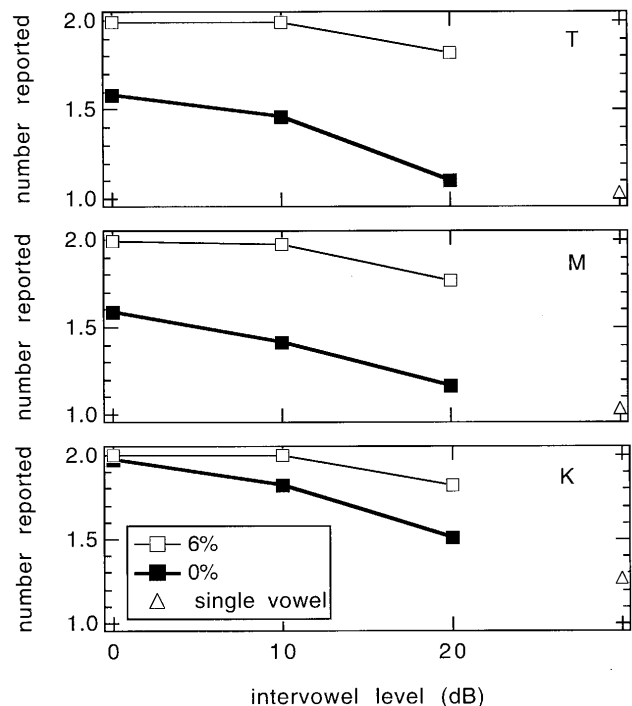 number reported
2.0
1.5
1.0
T
number reported
2.0
1.5
1.0
M
number reported
2.0
1.5
1.0
K
6%
0%
single vowel
0 10 20
intervowel level (dB)